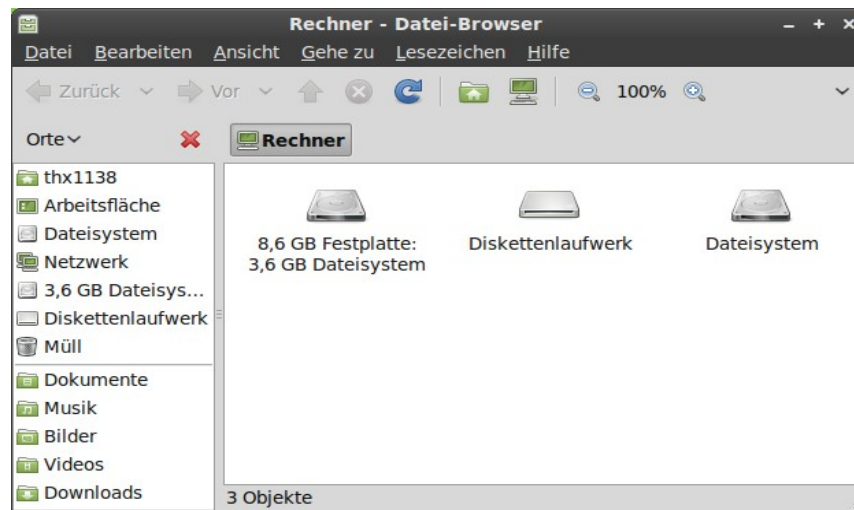 Rechner - Datei-Browser
Datei Bearbeiten Ansicht Gehe zu Lesezeichen Hilfe
Zurück Vor 100%
Orte
Rechner
thx1138
Arbeitsfläche
Dateisystem
Netzwerk
3,6 GB Dateisys...
Diskettenlaufwerk
Müll
Dokumente
Musik
Bilder
Videos
Downloads
8,6 GB Festplatte:
3,6 GB Dateisystem
Diskettenlaufwerk
Dateisystem
3 Objekte